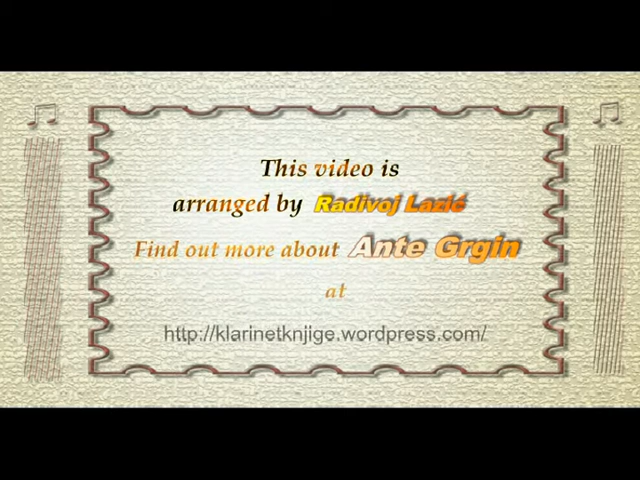 This video is
arranged by Radivoj Lazić
Find out more about Ante Grgin
at
http://klarinetknjige.wordpress.com/